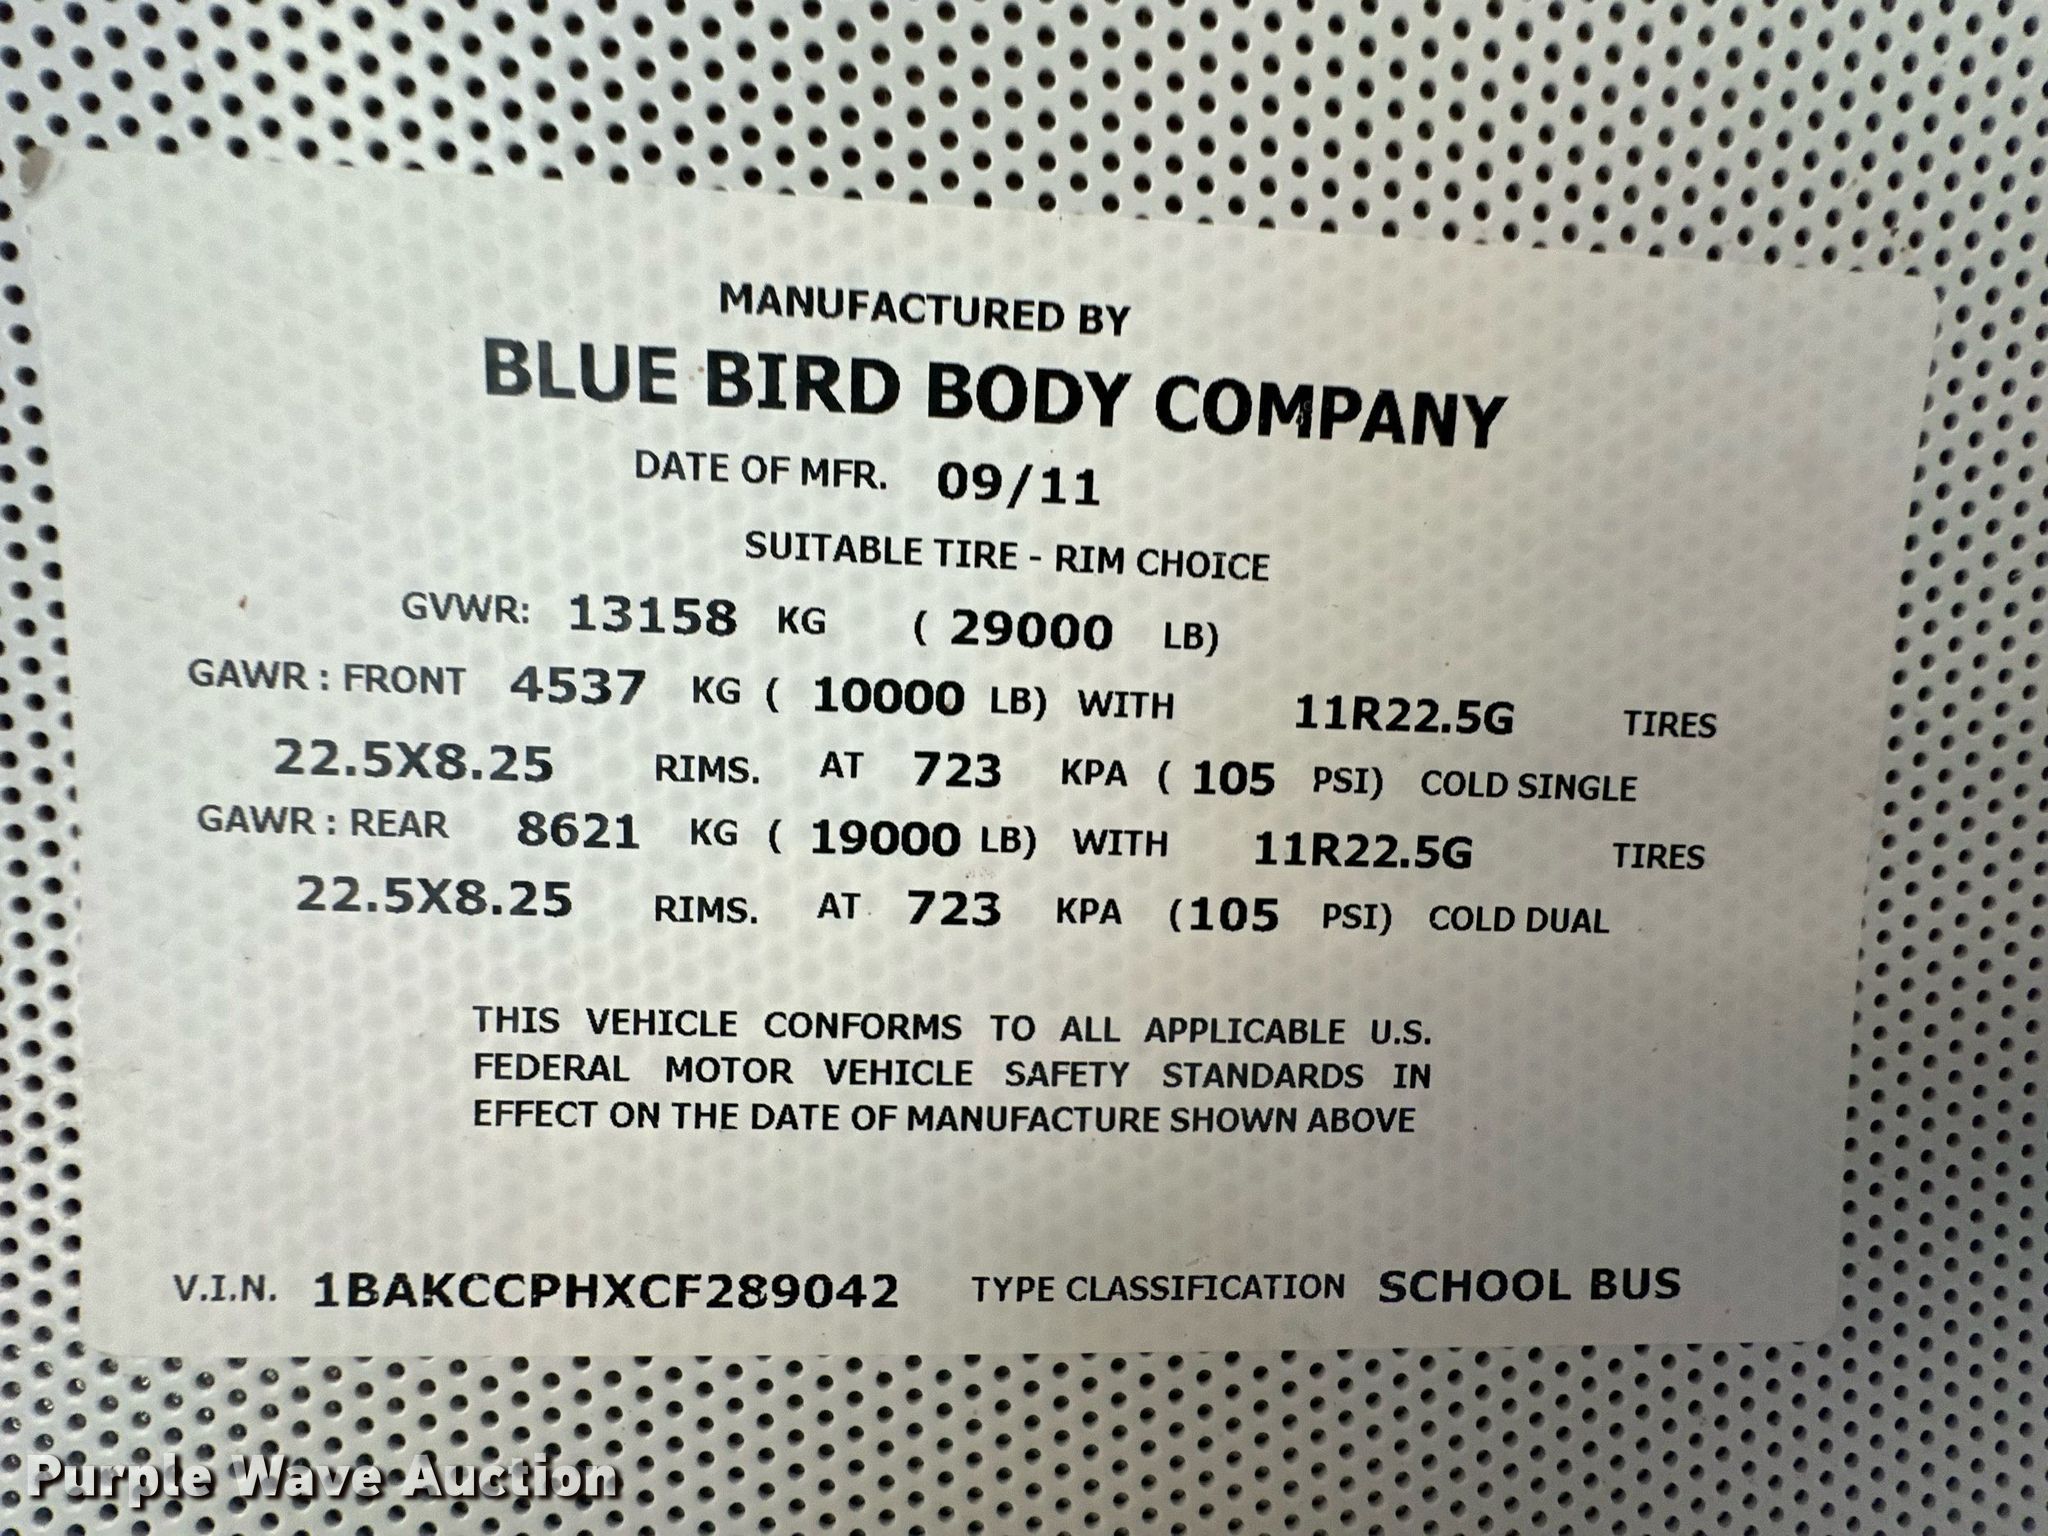 MANUFACTURED BY
BLUE BIRD BODY COMPANY
DATE OF MFR. 09/11
SUITABLE TIRE - RIM CHOICE
GVWR: 13158 KG ( 29000 LB)
GAWR : FRONT 4537 KG ( 10000 LB) WITH 11R22.5G TIRES
22.5X8.25 RIMS. AT 723 KPA ( 105 PSI) COLD SINGLE
GAWR : REAR 8621 KG ( 19000 LB) WITH 11R22.5G TIRES
22.5X8.25 RIMS. AT 723 KPA (105 PSI) COLD DUAL
THIS VEHICLE CONFORMS TO ALL APPLICABLE U.S.
FEDERAL MOTOR VEHICLE SAFETY STANDARDS IN
EFFECT ON THE DATE OF MANUFACTURE SHOWN ABOVE
V.I.N. 1BAKCCPHXCF289042 TYPE CLASSIFICATION SCHOOL BUS
Purple Wave Auction